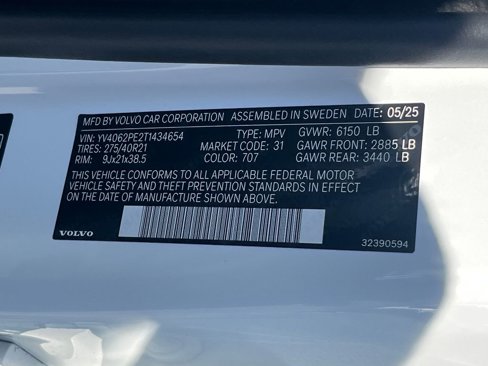 MFD BY VOLVO CAR CORPORATION ASSEMBLED IN SWEDEN DATE: 05/25
VIN: YV4062PE2T1434654 TYPE: MPV GVWR: 6150 LB
TIRES: 275/40R21 MARKET CODE: 31 GAWR FRONT: 2885 LB
RIM: 9Jx21x38.5 COLOR: 707 GAWR REAR: 3440 LB
THIS VEHICLE CONFORMS TO ALL APPLICABLE FEDERAL MOTOR
VEHICLE SAFETY AND THEFT PREVENTION STANDARDS IN EFFECT
ON THE DATE OF MANUFACTURE SHOWN ABOVE.
VOLVO 32390594